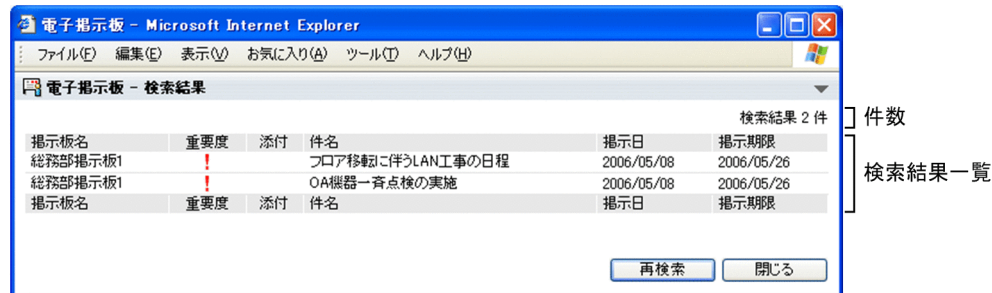 電子掲示板 - Microsoft Internet Explorer
ファイル(F) 編集(E) 表示(V) お気に入り(A) ツール(T) ヘルプ(H)
電子掲示板 - 検索結果
検索結果 2 件
件数
掲示板名 重要度 添付 件名 掲示日 掲示期限
総務部掲示板1 ! フロア移転に伴うLAN工事の日程 2006/05/08 2006/05/26
検索結果一覧
総務部掲示板1 ! OA機器一斉点検の実施 2006/05/08 2006/05/26
掲示板名 重要度 添付 件名 掲示日 掲示期限
再検索 閉じる